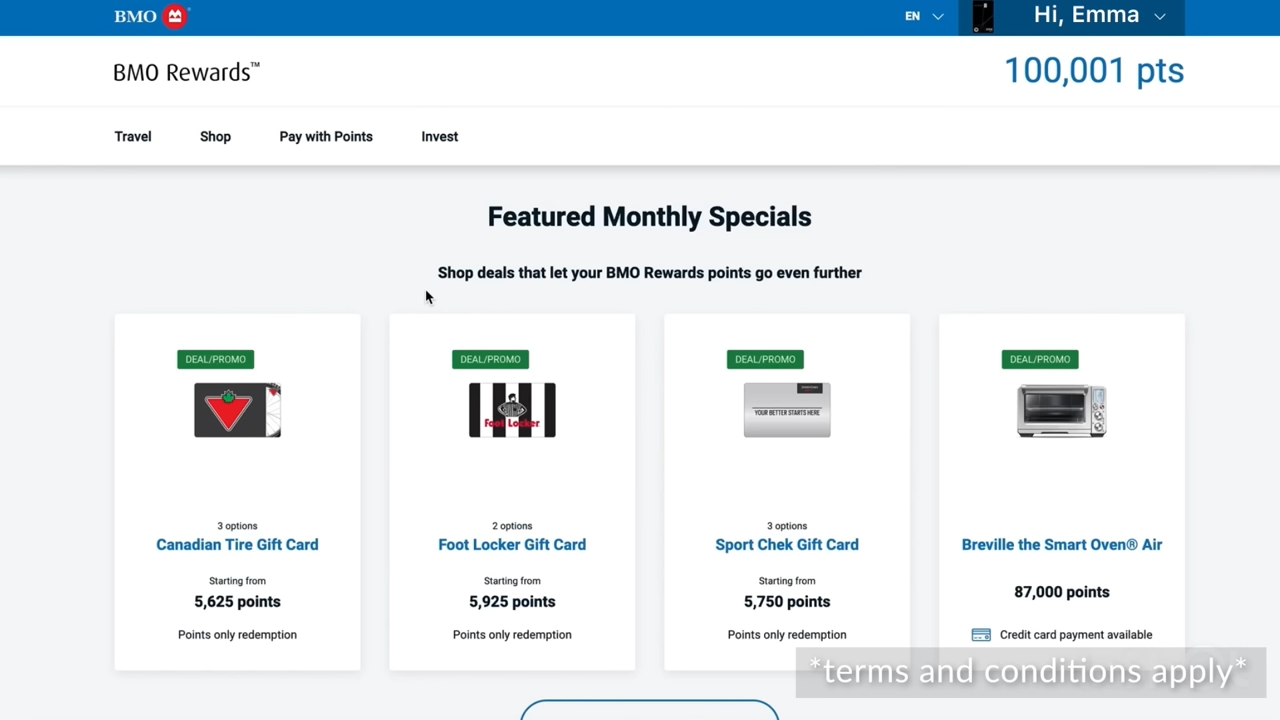 BMO
EN
Hi, Emma
BMO Rewards™
100,001 pts
Travel
Shop
Pay with Points
Invest
Featured Monthly Specials
Shop deals that let your BMO Rewards points go even further
DEAL/PROMO
3 options
Canadian Tire Gift Card
Starting from
5,625 points
Points only redemption
DEAL/PROMO
Foot Locker
2 options
Foot Locker Gift Card
Starting from
5,925 points
Points only redemption
DEAL/PROMO
YOUR BETTER STARTS HERE
3 options
Sport Chek Gift Card
Starting from
5,750 points
Points only redemption
DEAL/PROMO
Breville the Smart Oven® Air
87,000 points
Credit card payment available
*terms and conditions apply*